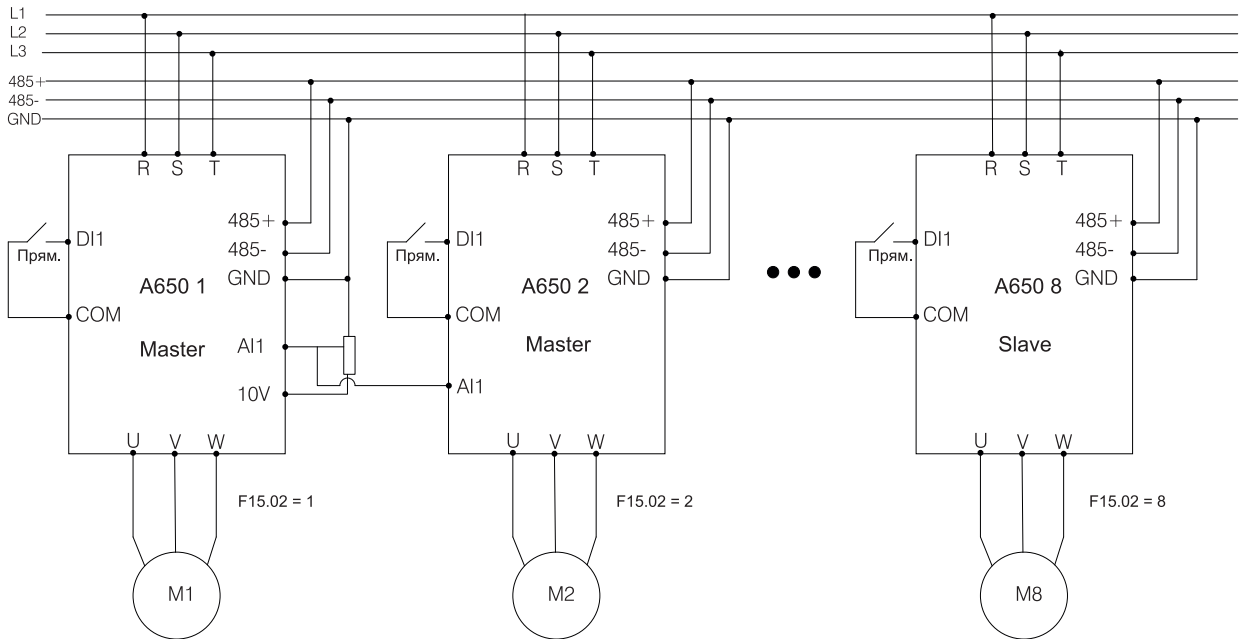 L1
L2
L3
485+
485-
GND
R S T
R S T
R S T
485+
485-
GND
DI1
Прям.
COM
A650 1
Master
AI1
10V
U V W
F15.02 = 1
M1
485+
485-
GND
DI1
Прям.
COM
A650 2
Master
AI1
U V W
F15.02 = 2
M2
485+
485-
GND
DI1
Прям.
COM
A650 8
Slave
U V W
F15.02 = 8
M8